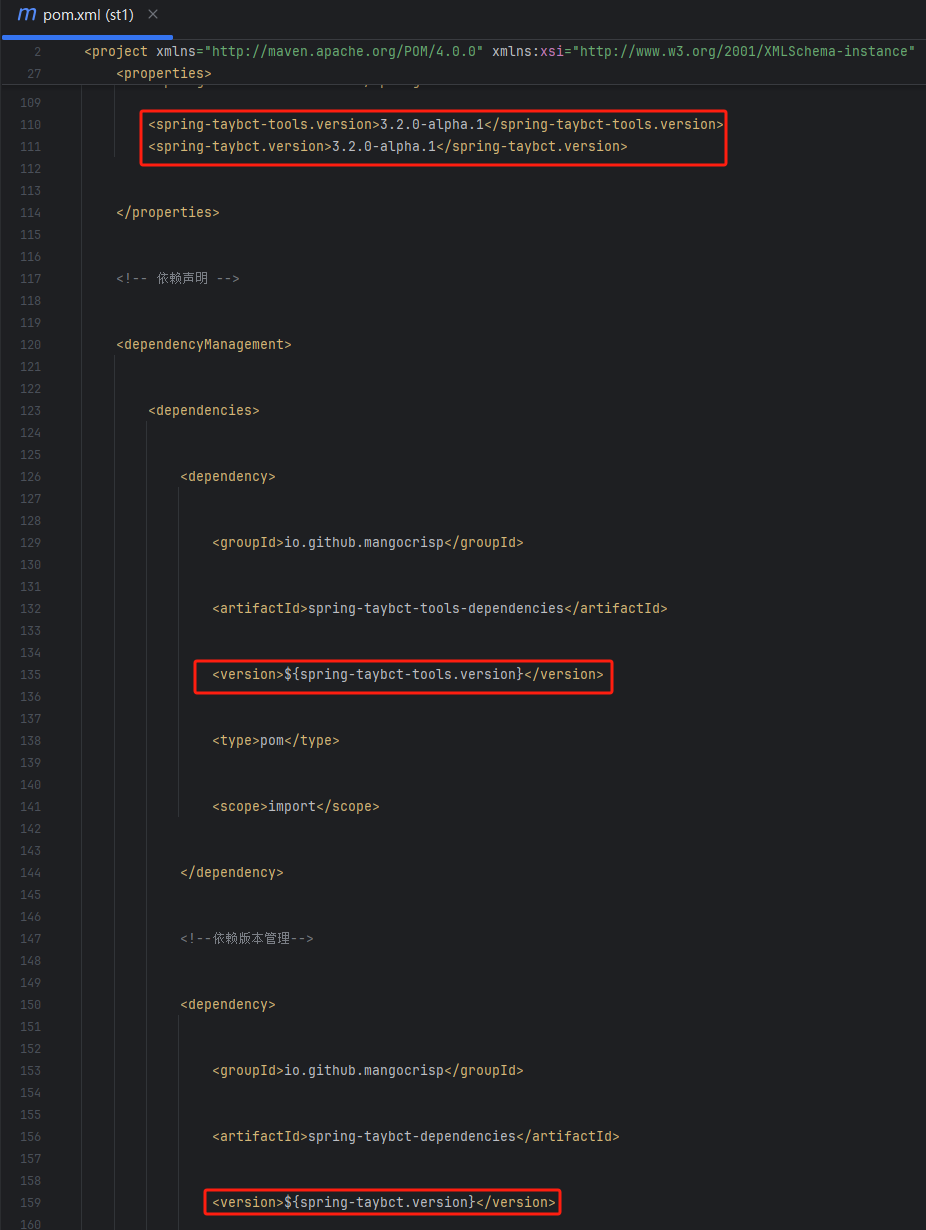 m pom.xml (st1) ×
2 <project xmlns="http://maven.apache.org/POM/4.0.0" xmlns:xsi="http://www.w3.org/2001/XMLSchema-instance"
27 <properties>
109
110 <spring-taybct-tools.version>3.2.0-alpha.1</spring-taybct-tools.version>
111 <spring-taybct.version>3.2.0-alpha.1</spring-taybct.version>
112
113
114 </properties>
115
116
117 <!-- 依赖声明 -->
118
119
120 <dependencyManagement>
121
122
123 <dependencies>
124
125
126 <dependency>
127
128
129 <groupId>io.github.mangocrisp</groupId>
130
131
132 <artifactId>spring-taybct-tools-dependencies</artifactId>
133
134
135 <version>${spring-taybct-tools.version}</version>
136
137
138 <type>pom</type>
139
140
141 <scope>import</scope>
142
143
144 </dependency>
145
146
147 <!--依赖版本管理-->
148
149
150 <dependency>
151
152
153 <groupId>io.github.mangocrisp</groupId>
154
155
156 <artifactId>spring-taybct-dependencies</artifactId>
157
158
159 <version>${spring-taybct.version}</version>
160